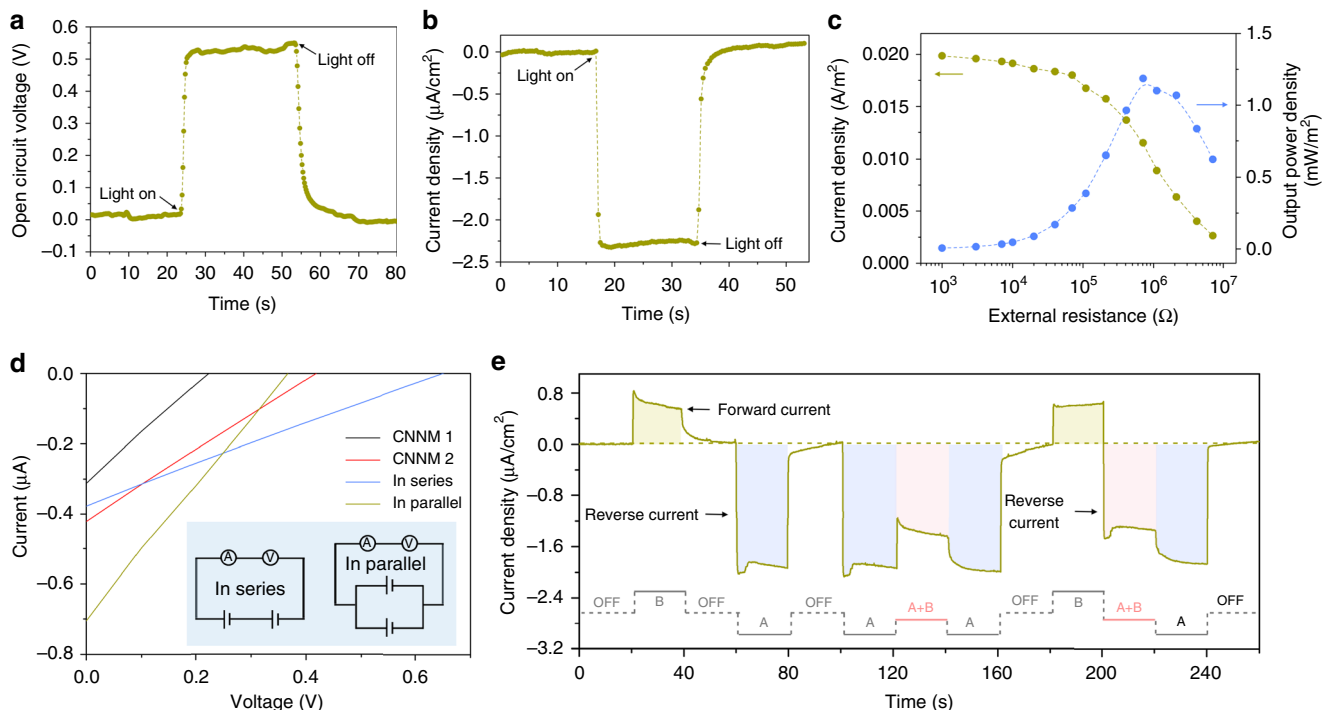 a
Open circuit voltage (V)
0.6
0.5
0.4
0.3
0.2
0.1
0.0
–0.1
Light on
Light off
0 10 20 30 40 50 60 70 80
Time (s)
b
Current density (µA/cm²)
0.0
–0.5
–1.0
–1.5
–2.0
–2.5
Light on
Light off
0 10 20 30 40 50
Time (s)
c
Current density (A/m²)
0.020
0.015
0.010
0.005
0.000
1.5
1.0
0.5
0.0
Output power density
(mW/m²)
10³ 10⁴ 10⁵ 10⁶ 10⁷
External resistance (Ω)
d
Current (µA)
0.0
–0.2
–0.4
–0.6
–0.8
CNNM 1
CNNM 2
In series
In parallel
A V
In series
A V
In parallel
0.0 0.2 0.4 0.6
Voltage (V)
e
Current density (µA/cm²)
0.8
0.0
–0.8
–1.6
–2.4
–3.2
Forward current
Reverse current
Reverse
current
OFF B OFF A OFF A A+B A OFF B A+B A OFF
0 20 40 60 80 100 120 140 160 180 200 220 240
Time (s)